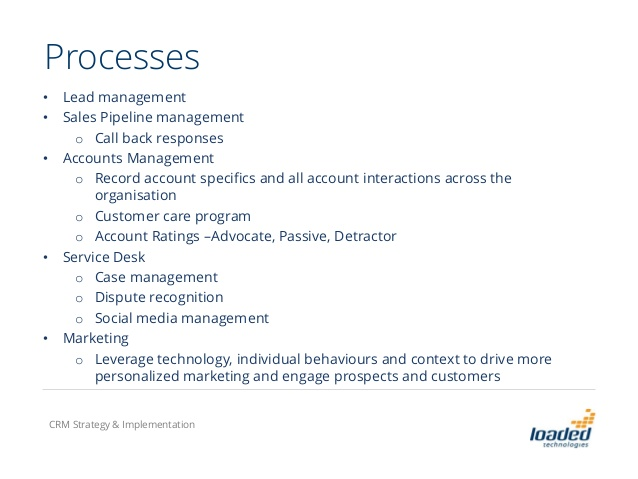 Processes
• Lead management
• Sales Pipeline management
o Call back responses
• Accounts Management
o Record account specifics and all account interactions across the
organisation
o Customer care program
o Account Ratings –Advocate, Passive, Detractor
• Service Desk
o Case management
o Dispute recognition
o Social media management
• Marketing
o Leverage technology, individual behaviours and context to drive more
personalized marketing and engage prospects and customers
CRM Strategy & Implementation
loaded
technologies